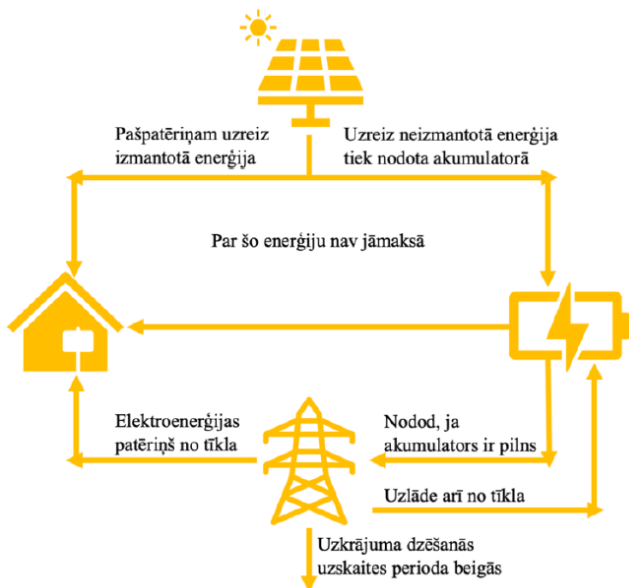 Pašpatēriņam uzreiz
izmantotā enerģija
Uzreiz neizmantotā enerģija
tiek nodota akumulatorā
Par šo enerģiju nav jāmaksā
Elektroenerģijas
patēriņš no tīkla
Nodod, ja
akumulators ir pilns
Uzlāde arī no tīkla
Uzkrājuma dzēšanās
uzskaites perioda beigās